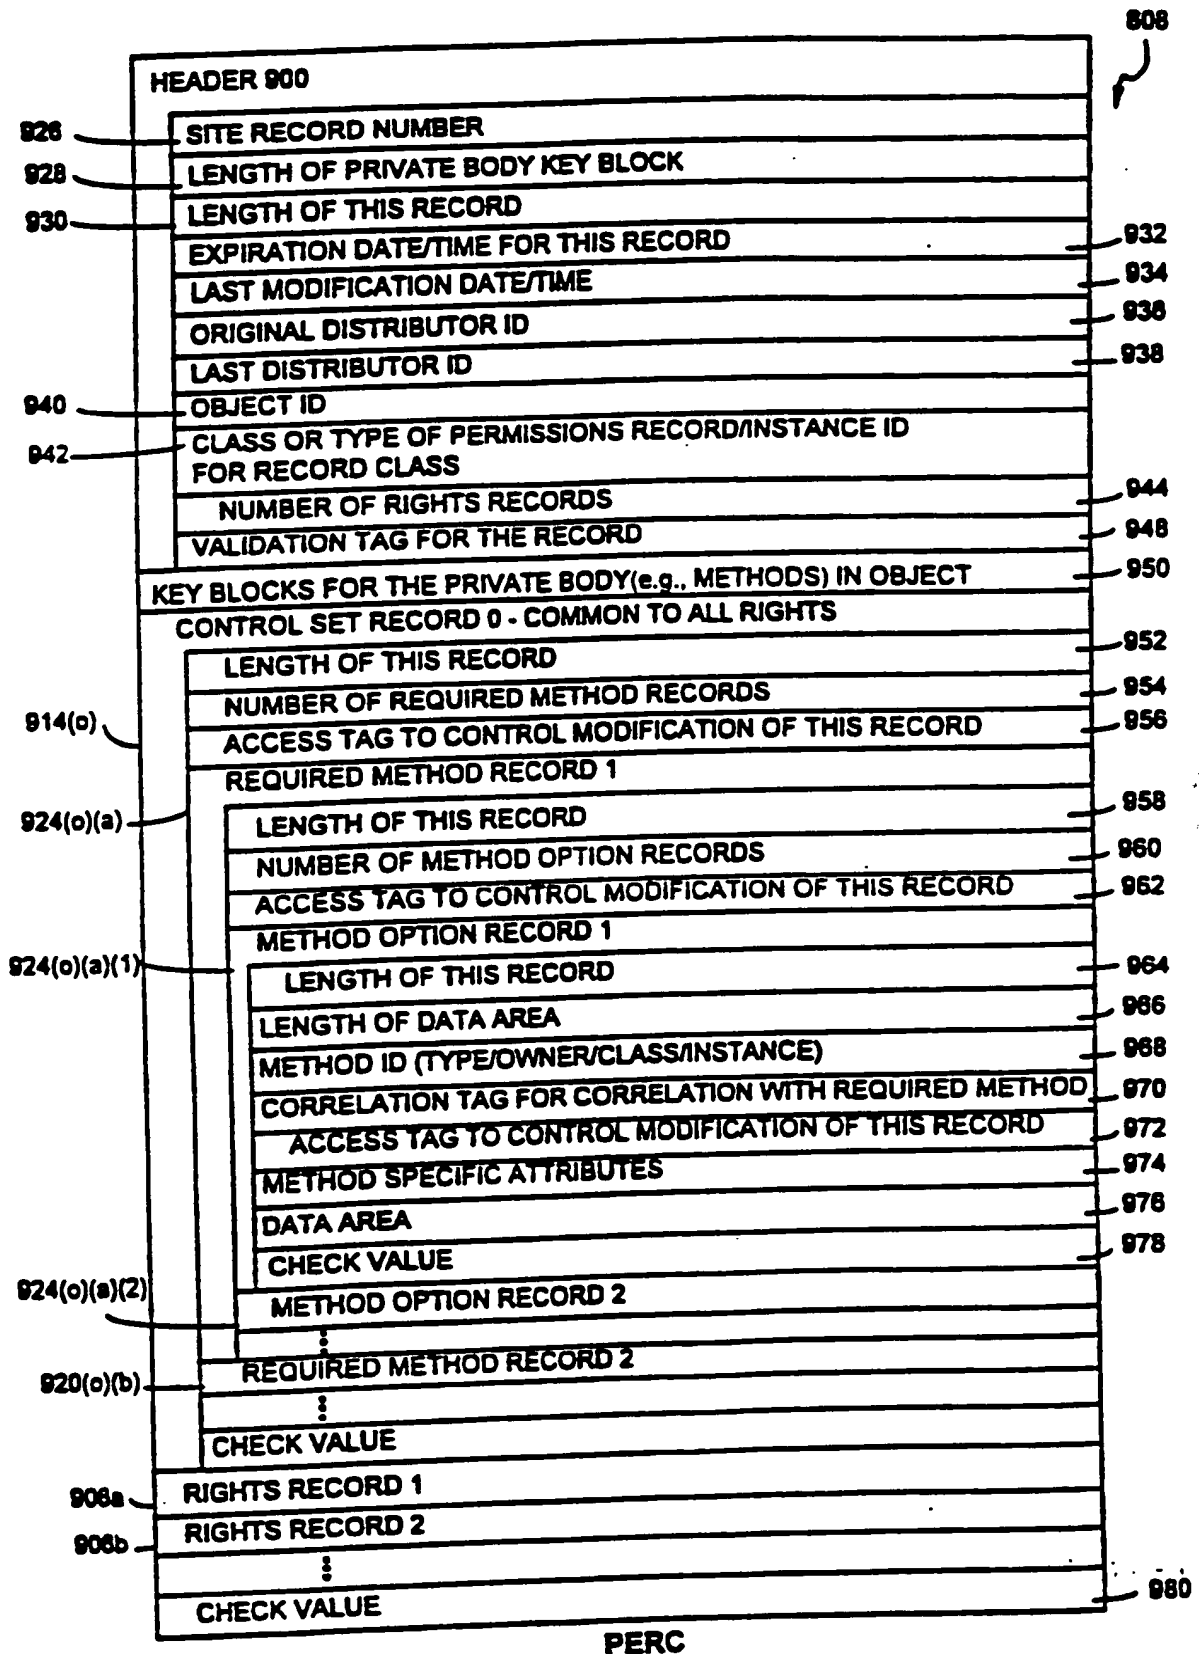 808
HEADER 900
926 SITE RECORD NUMBER
928 LENGTH OF PRIVATE BODY KEY BLOCK
930 LENGTH OF THIS RECORD
EXPIRATION DATE/TIME FOR THIS RECORD 932
LAST MODIFICATION DATE/TIME 934
ORIGINAL DISTRIBUTOR ID 936
LAST DISTRIBUTOR ID 938
940 OBJECT ID
942 CLASS OR TYPE OF PERMISSIONS RECORD/INSTANCE ID
FOR RECORD CLASS
NUMBER OF RIGHTS RECORDS 944
VALIDATION TAG FOR THE RECORD 948
KEY BLOCKS FOR THE PRIVATE BODY(e.g., METHODS) IN OBJECT 950
CONTROL SET RECORD 0 - COMMON TO ALL RIGHTS
LENGTH OF THIS RECORD 952
NUMBER OF REQUIRED METHOD RECORDS 954
914(o) ACCESS TAG TO CONTROL MODIFICATION OF THIS RECORD 956
REQUIRED METHOD RECORD 1
924(o)(a) LENGTH OF THIS RECORD 958
NUMBER OF METHOD OPTION RECORDS 960
ACCESS TAG TO CONTROL MODIFICATION OF THIS RECORD 962
METHOD OPTION RECORD 1
924(o)(a)(1) LENGTH OF THIS RECORD 964
LENGTH OF DATA AREA 966
METHOD ID (TYPE/OWNER/CLASS/INSTANCE) 968
CORRELATION TAG FOR CORRELATION WITH REQUIRED METHOD 970
ACCESS TAG TO CONTROL MODIFICATION OF THIS RECORD 972
METHOD SPECIFIC ATTRIBUTES 974
DATA AREA 976
CHECK VALUE 978
924(o)(a)(2) METHOD OPTION RECORD 2
REQUIRED METHOD RECORD 2
920(o)(b)
CHECK VALUE
906a RIGHTS RECORD 1
906b RIGHTS RECORD 2
CHECK VALUE 980
PERC